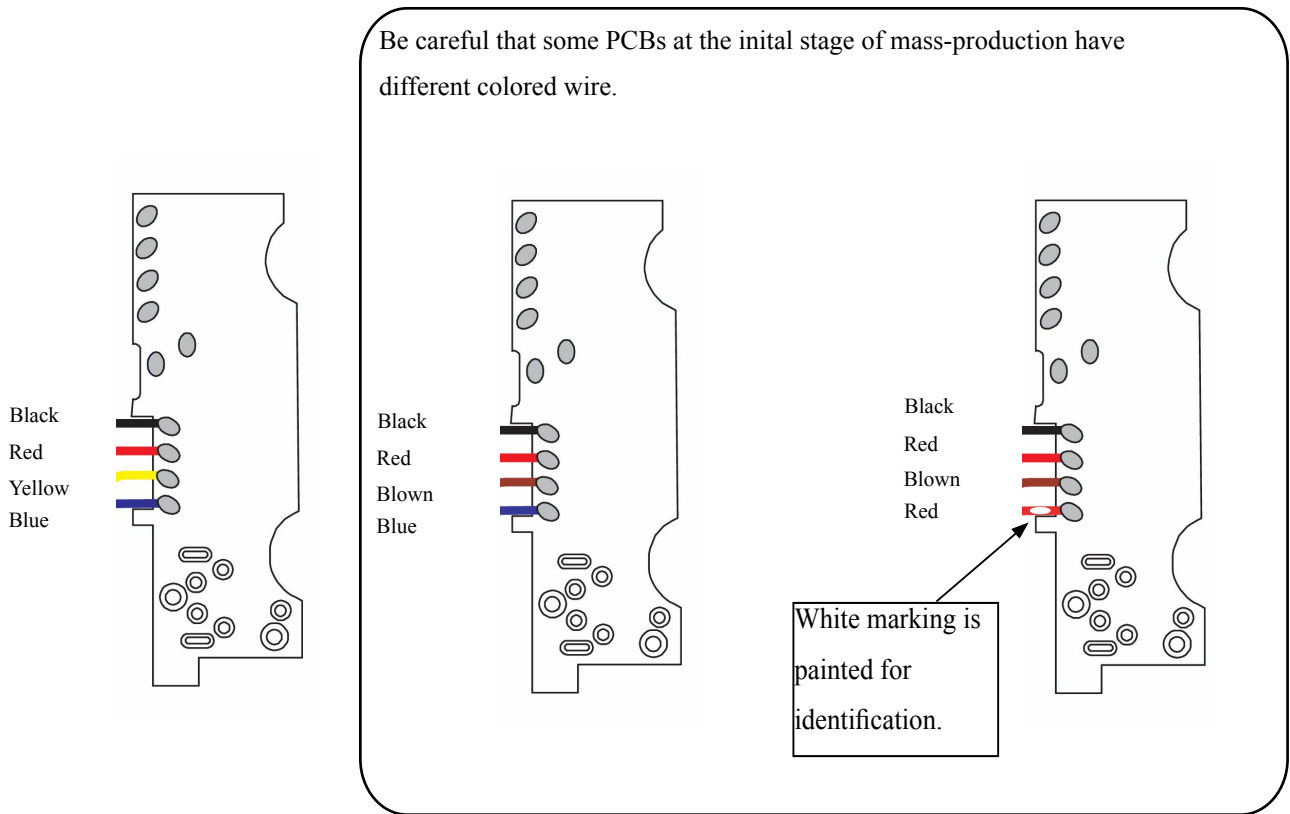 Be careful that some PCBs at the inital stage of mass-production have
different colored wire.
Black
Red
Yellow
Blue
Black
Red
Blown
Blue
Black
Red
Blown
Red
White marking is
painted for
identification.